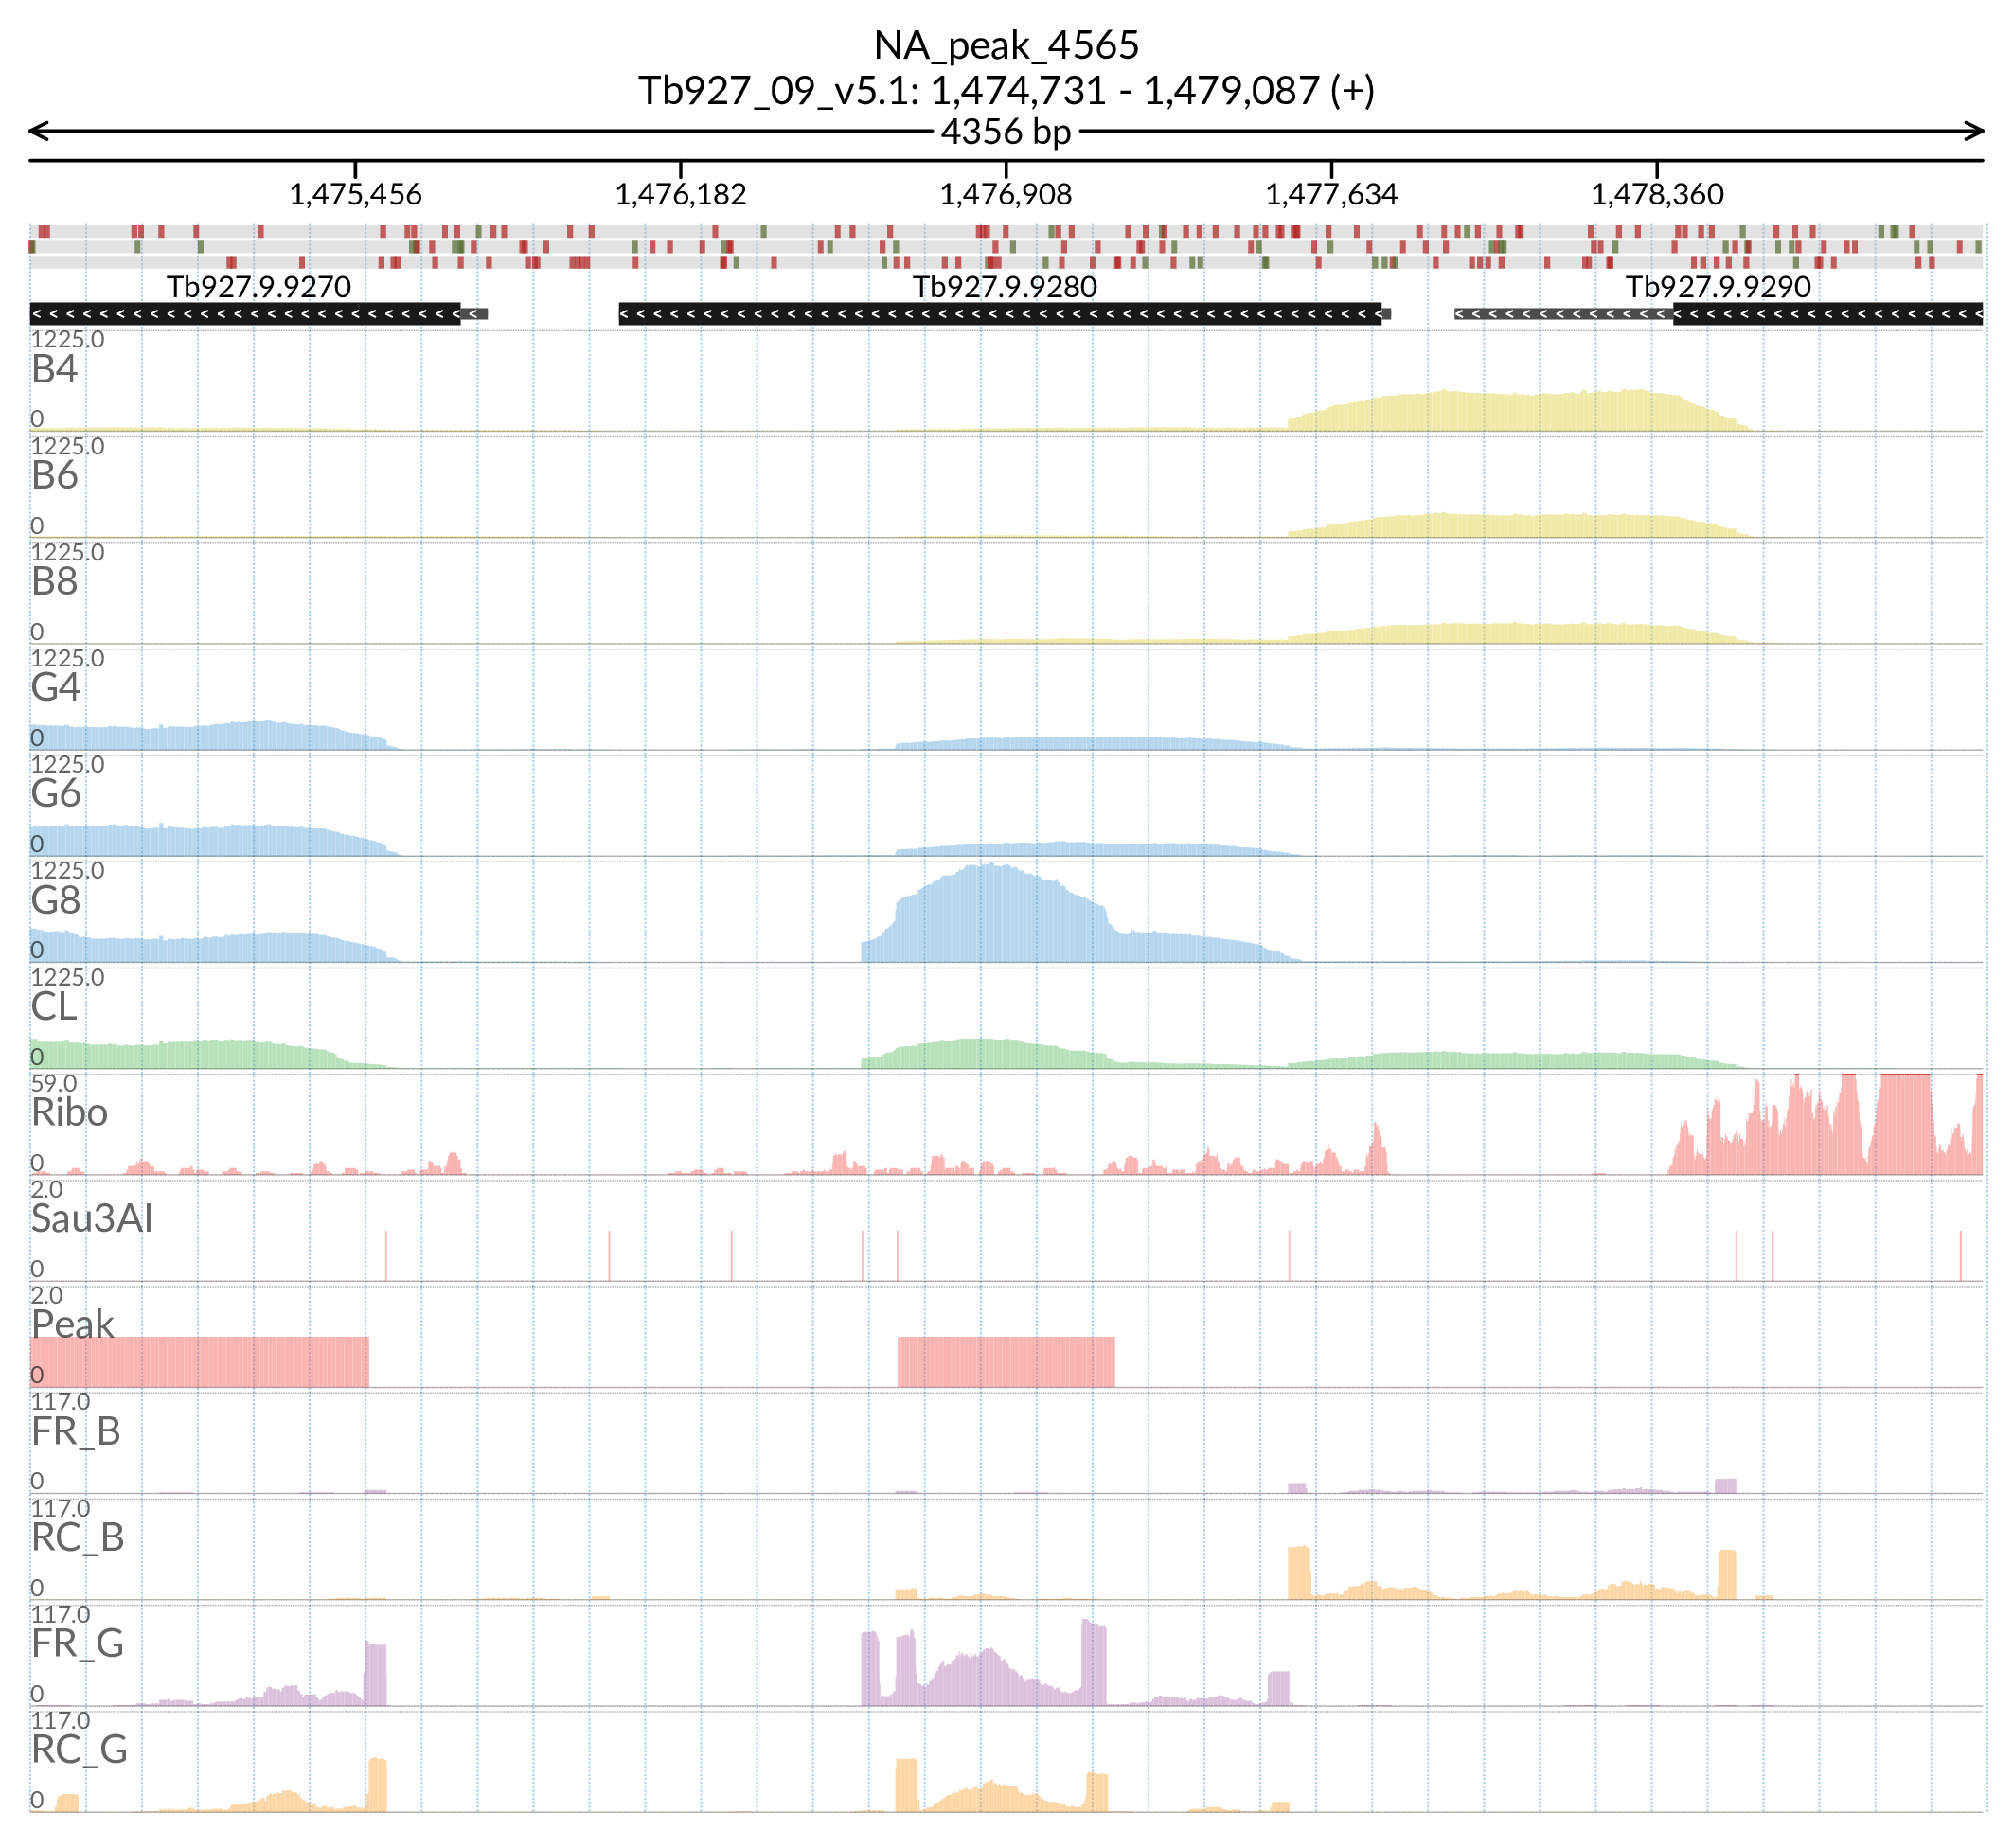 NA_peak_4565
Tb927_09_v5.1: 1,474,731 - 1,479,087 (+)
4356 bp
1,475,456 1,476,182 1,476,908 1,477,634 1,478,360
Tb927.9.9270 Tb927.9.9280 Tb927.9.9290
1225.0
B4
0
1225.0
B6
0
1225.0
B8
0
1225.0
G4
0
1225.0
G6
0
1225.0
G8
0
1225.0
CL
0
59.0
Ribo
0
2.0
Sau3AI
0
2.0
Peak
0
117.0
FR_B
0
117.0
RC_B
0
117.0
FR_G
0
117.0
RC_G
0